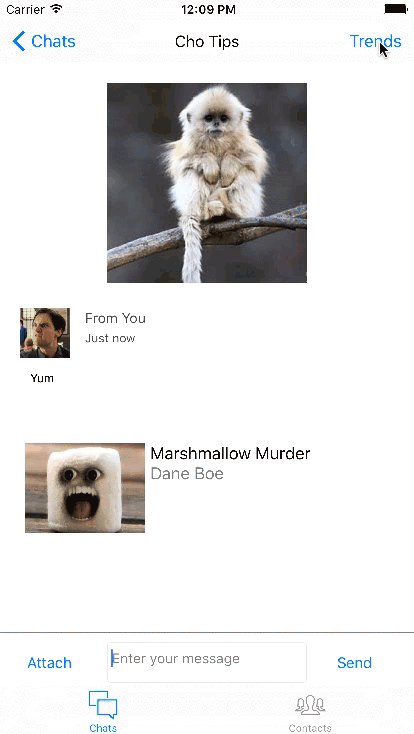 Carrier 12:09 PM
Chats Cho Tips Trends
From You
Just now
Yum
Marshmallow Murder
Dane Boe
Attach Enter your message Send
Chats Contacts